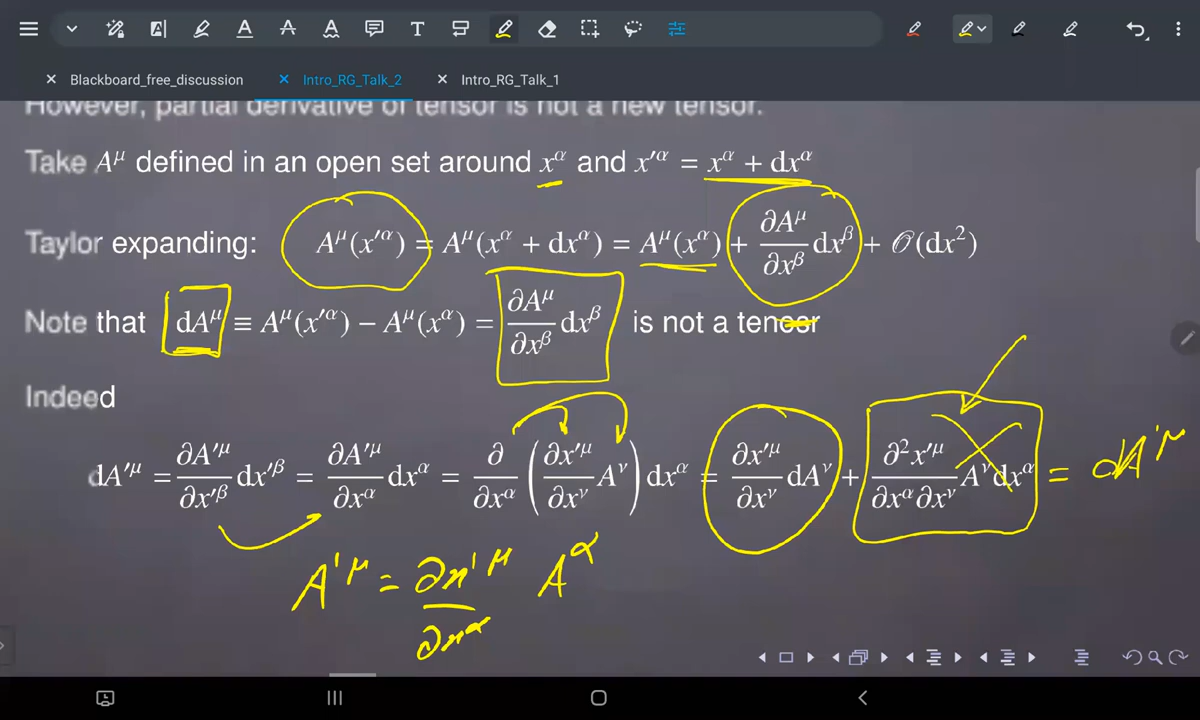 Blackboard_free_discussion Intro_RG_Talk_2 Intro_RG_Talk_1
However, partial derivative of tensor is not a new tensor.
Take A^μ defined in an open set around x^α and x′^α = x^α + dx^α
Taylor expanding: A^μ(x′^α) = A^μ(x^α + dx^α) = A^μ(x^α) + ∂A^μ/∂x^β dx^β + 𝒪(dx²)
Note that dA^μ ≡ A^μ(x′^α) − A^μ(x^α) = ∂A^μ/∂x^β dx^β is not a tensor
Indeed
dA′^μ = ∂A′^μ/∂x′^β dx′^β = ∂A′^μ/∂x^α dx^α = ∂/∂x^α (∂x′^μ/∂x^ν A^ν) dx^α = ∂x′^μ/∂x^ν dA^ν + ∂²x′^μ/∂x^α∂x^ν A^ν dx^α = dA′^μ
A′^μ = ∂x′^μ/∂x^α A^α